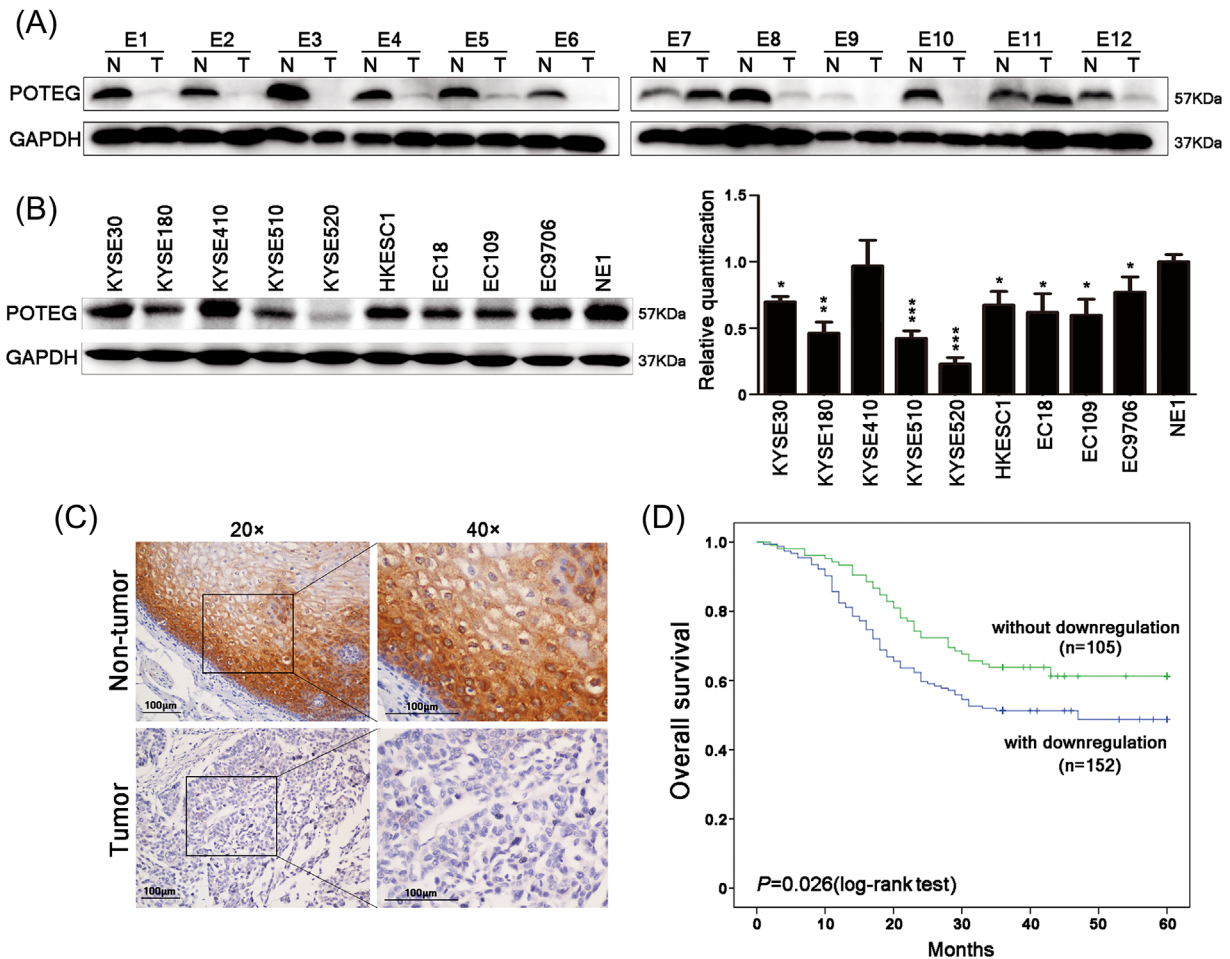 (A)
E1 E2 E3 E4 E5 E6 E7 E8 E9 E10 E11 E12
N T N T N T N T N T N T N T N T N T N T N T N T
POTEG 57KDa
GAPDH 37KDa
(B)
KYSE30 KYSE180 KYSE410 KYSE510 KYSE520 HKESC1 EC18 EC109 EC9706 NE1
POTEG 57KDa
GAPDH 37KDa
Relative quantification
1.5
1.0
0.5
0
* ** *** *** * * * *
KYSE30 KYSE180 KYSE410 KYSE510 KYSE520 HKESC1 EC18 EC109 EC9706 NE1
(C)
20× 40×
Non-tumor
100μm 100μm
Tumor
100μm 100μm
(D)
Overall survival
1.0
0.8
0.6
0.4
0.2
0
without downregulation
(n=105)
with downregulation
(n=152)
P=0.026(log-rank test)
0 10 20 30 40 50 60
Months